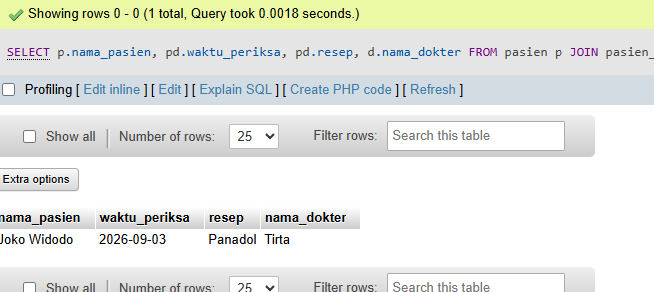 Showing rows 0 - 0 (1 total, Query took 0.0018 seconds.)
SELECT p.nama_pasien, pd.waktu_periksa, pd.resep, d.nama_dokter FROM pasien p JOIN pasien_
Profiling [ Edit inline ] [ Edit ] [ Explain SQL ] [ Create PHP code ] [ Refresh ]
Show all Number of rows: 25 Filter rows: Search this table
Extra options
nama_pasien waktu_periksa resep nama_dokter
Joko Widodo 2026-09-03 Panadol Tirta
Show all Number of rows: 25 Filter rows: Search this table